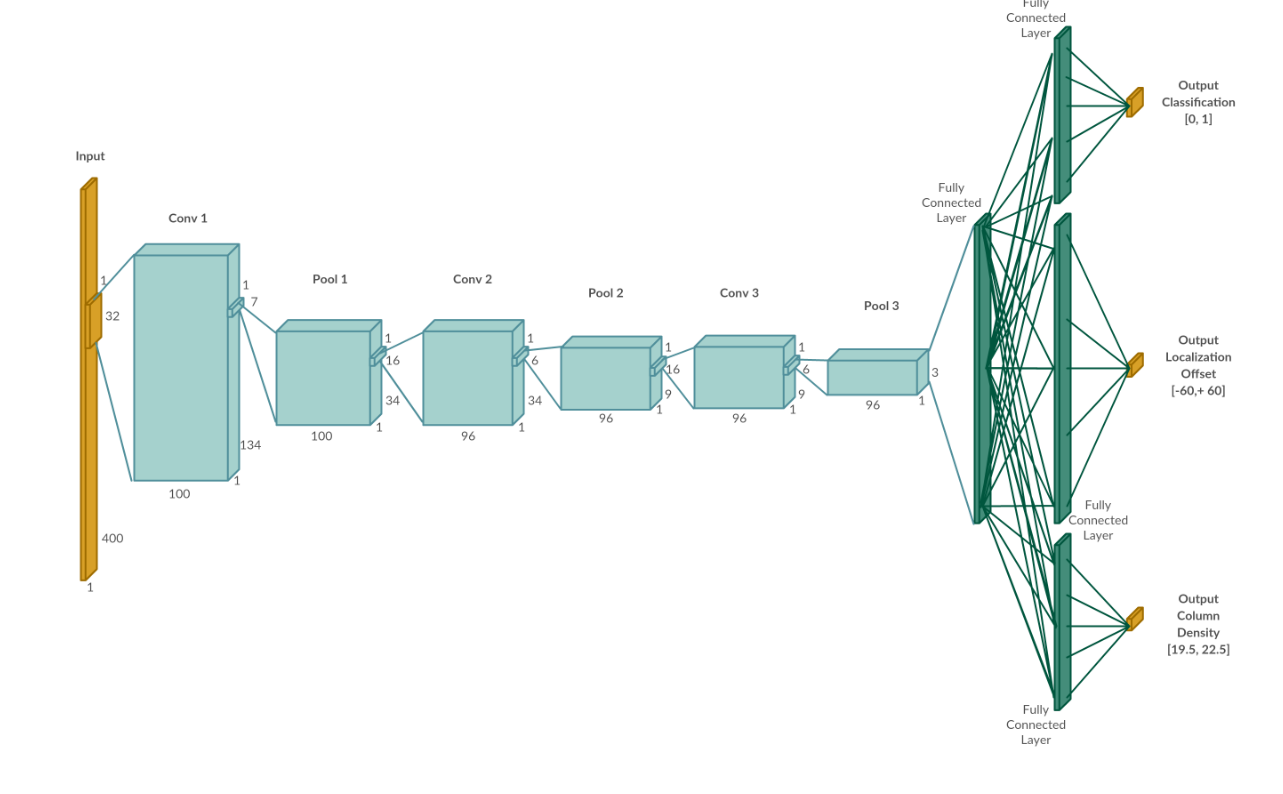 Fully
Connected
Layer
Output
Classification
[0, 1]
Input
Conv 1
Pool 1
Conv 2
Pool 2
Conv 3
Pool 3
Fully
Connected
Layer
1
32
400
1
1
7
134
1
100
1
16
34
1
100
1
6
34
1
96
1
16
9
1
96
1
6
9
1
96
3
1
96
Output
Localization
Offset
[-60,+ 60]
Fully
Connected
Layer
Output
Column
Density
[19.5, 22.5]
Fully
Connected
Layer